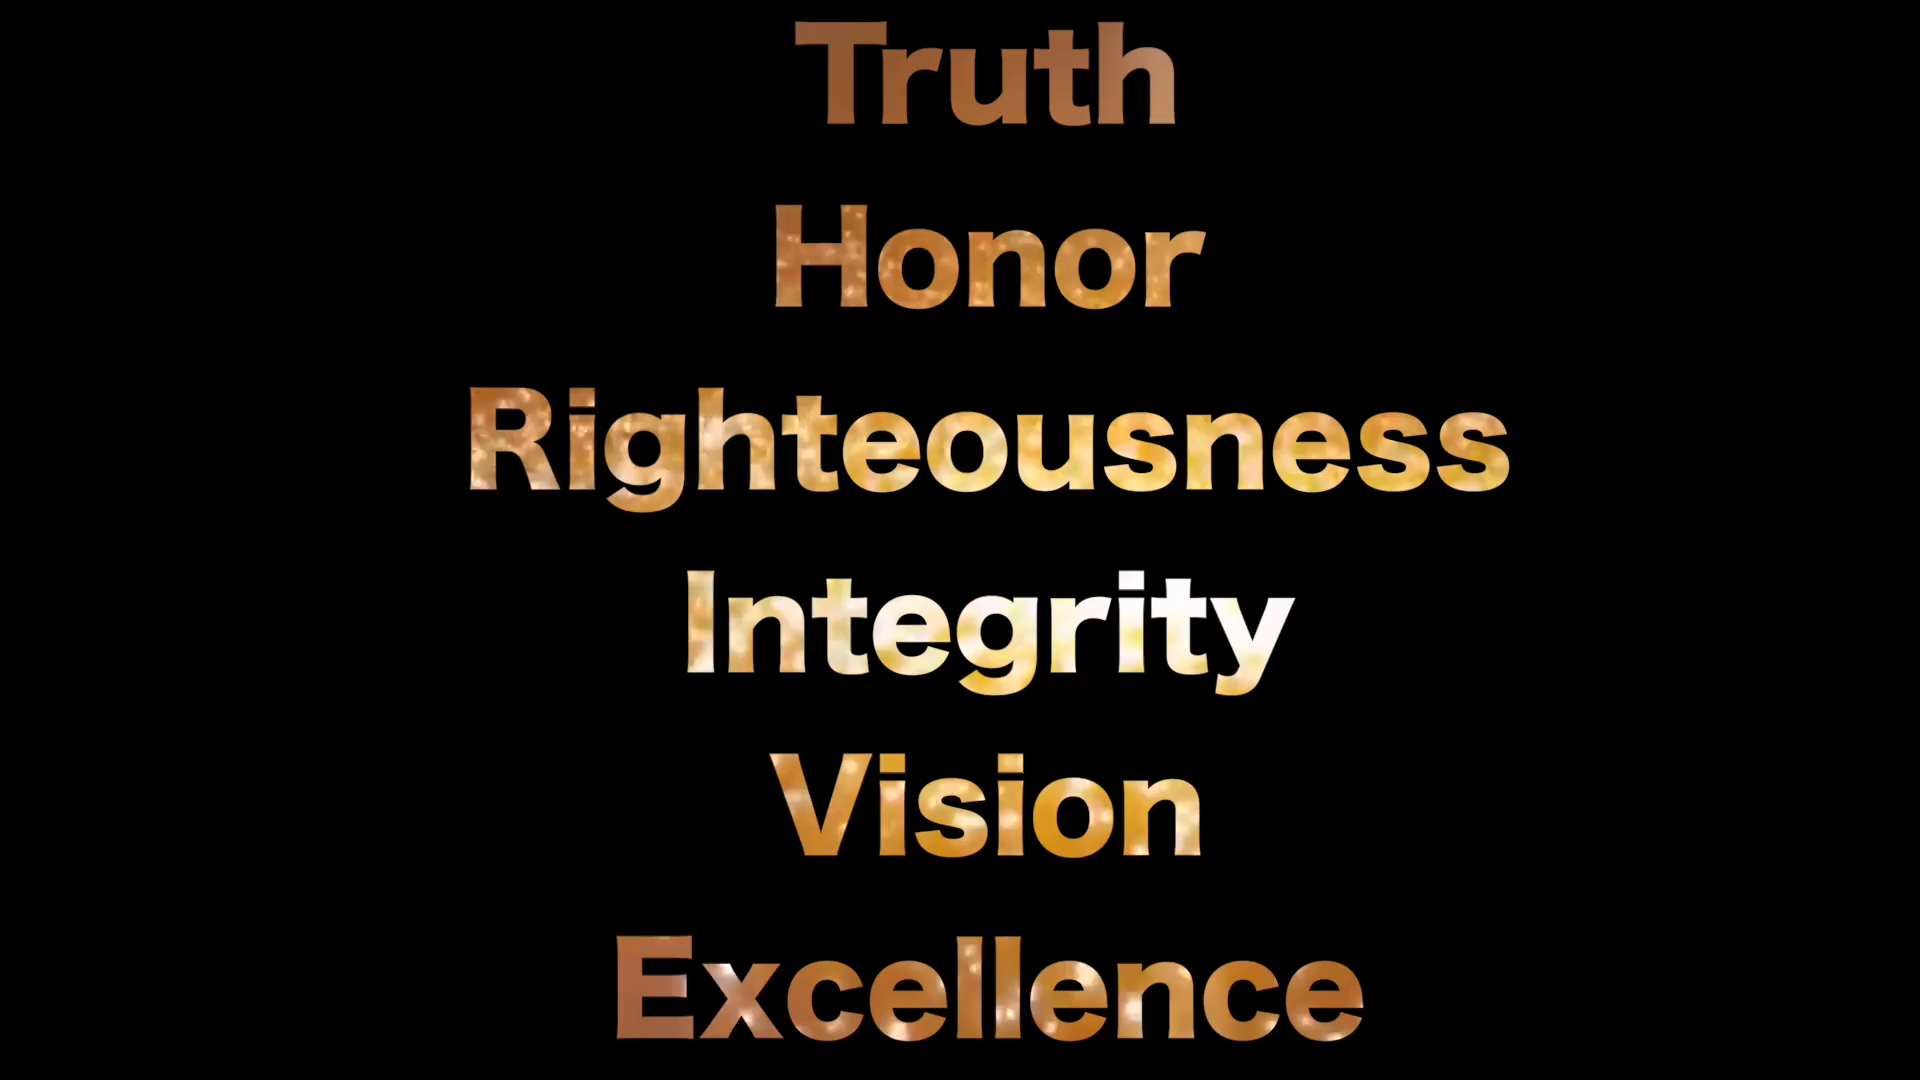 Truth
Honor
Righteousness
Integrity
Vision
Excellence